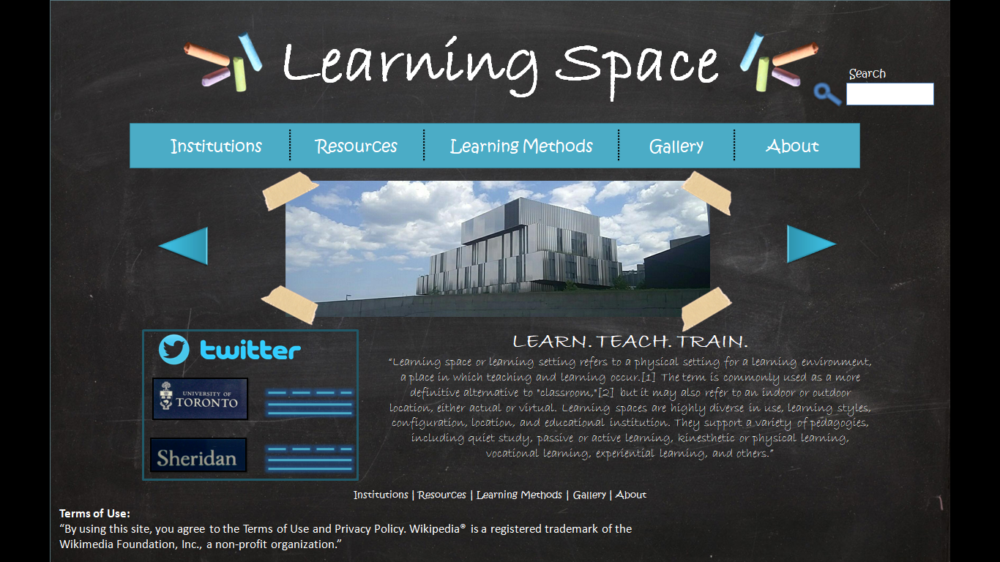 Learning Space
Search
Institutions
Resources
Learning Methods
Gallery
About
twitter
UNIVERSITY OF
TORONTO
Sheridan
LEARN. TEACH. TRAIN.
“Learning space or learning setting refers to a physical setting for a learning environment,
a place in which teaching and learning occur.[1] The term is commonly used as a more
definitive alternative to "classroom,"[2] but it may also refer to an indoor or outdoor
location, either actual or virtual. Learning spaces are highly diverse in use, learning styles,
configuration, location, and educational institution. They support a variety of pedagogies,
including quiet study, passive or active learning, kinesthetic or physical learning,
vocational learning, experiential learning, and others.”
Institutions | Resources | Learning Methods | Gallery | About
Terms of Use:
“By using this site, you agree to the Terms of Use and Privacy Policy. Wikipedia® is a registered trademark of the
Wikimedia Foundation, Inc., a non-profit organization.”